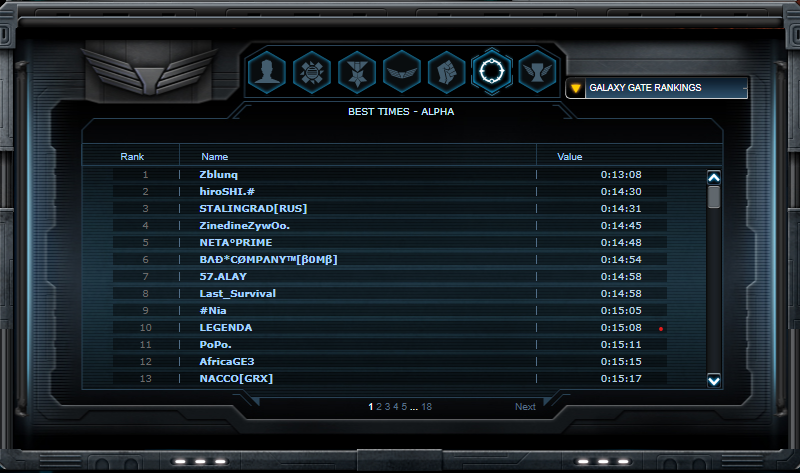 GALAXY GATE RANKINGS
BEST TIMES - ALPHA
Rank Name Value
1 Zblunq 0:13:08
2 hiroSHI.# 0:14:30
3 STALINGRAD[RUS] 0:14:31
4 ZinedineZywOo. 0:14:45
5 NETA°PRIME 0:14:48
6 BΛĐ*CØMPΛNY™[β0Mβ] 0:14:54
7 57.ALAY 0:14:58
8 Last_Survival 0:14:58
9 #Nia 0:15:05
10 LEGENDA 0:15:08
11 PoPo. 0:15:11
12 AfricaGE3 0:15:15
13 NACCO[GRX] 0:15:17
1 2 3 4 5 ... 18 Next